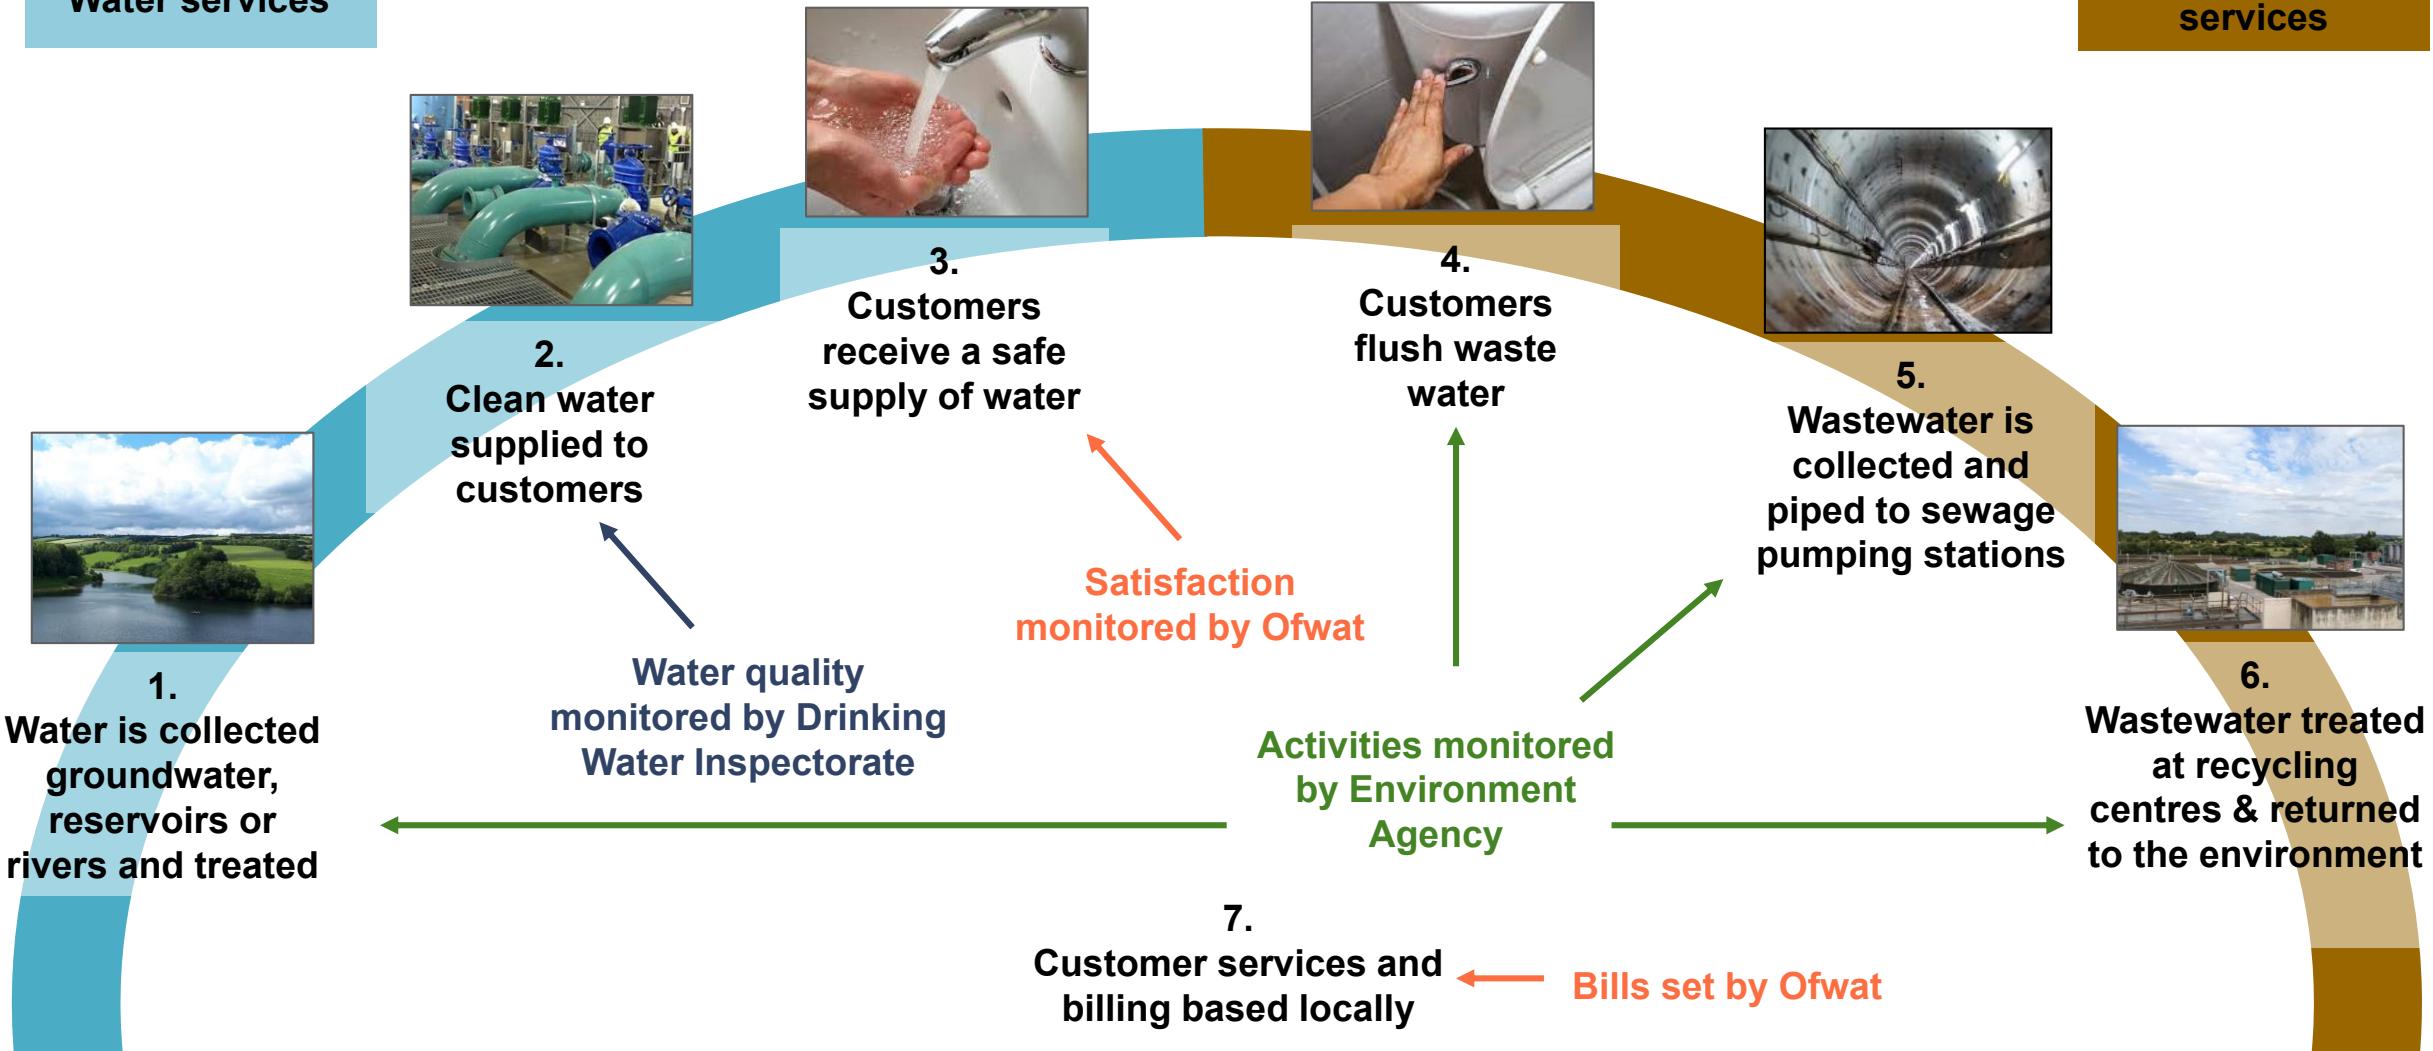 Water services
services
1.
Water is collected
groundwater,
reservoirs or
rivers and treated
2.
Clean water
supplied to
customers
3.
Customers
receive a safe
supply of water
4.
Customers
flush waste
water
5.
Wastewater is
collected and
piped to sewage
pumping stations
6.
Wastewater treated
at recycling
centres & returned
to the environment
Water quality
monitored by Drinking
Water Inspectorate
Satisfaction
monitored by Ofwat
Activities monitored
by Environment
Agency
7.
Customer services and
billing based locally
Bills set by Ofwat